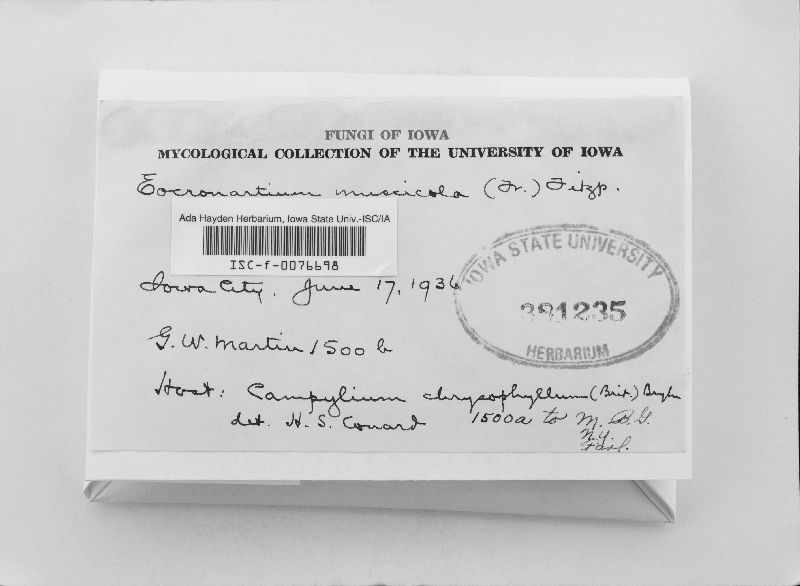 FUNGI OF IOWA
MYCOLOGICAL COLLECTION OF THE UNIVERSITY OF IOWA
Eocronartium muscicola (Fr.) Fitzp.
Ada Hayden Herbarium, Iowa State Univ.-ISC/IA
ISC-f-0076698
Iowa City, June 17, 1936
IOWA STATE UNIVERSITY
381235
HERBARIUM
G. W. Martin 1500 b
Host: Campylium chrysophyllum (Brit.) Bryhn
det. H. S. Conard 1500a to M.B.G.
N.Y.
Farl.